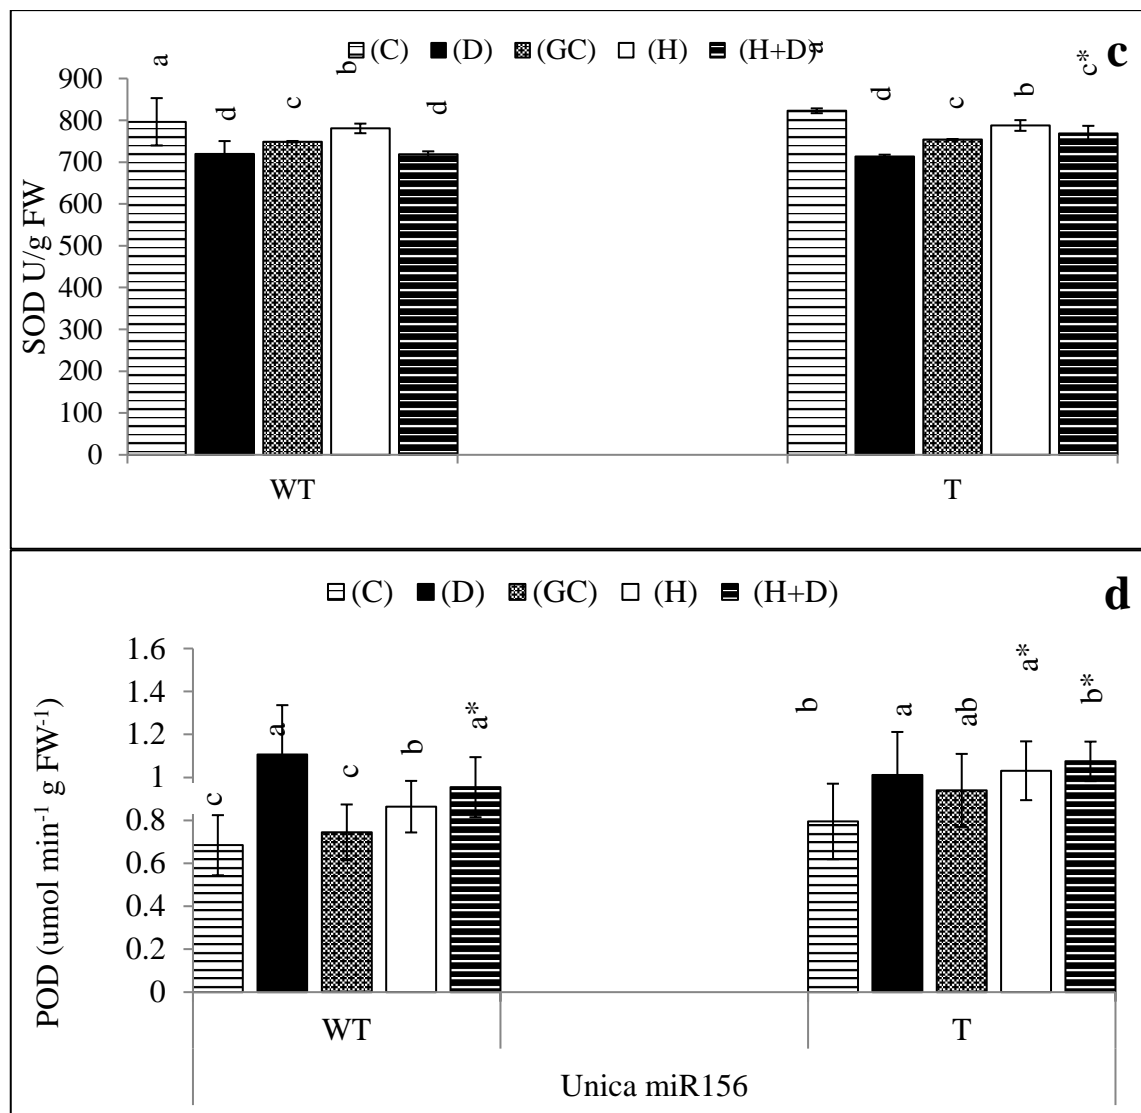 (C) (D) (GC) (H) (H+D)
c
a d c b d a d c b c*
900
800
700
600
500
400
300
200
100
0
SOD U/g FW
WT T
(C) (D) (GC) (H) (H+D)
d
c a c b a* b a ab a* b*
1.6
1.4
1.2
1
0.8
0.6
0.4
0.2
0
POD (umol min⁻¹ g FW⁻¹)
WT T
Unica miR156